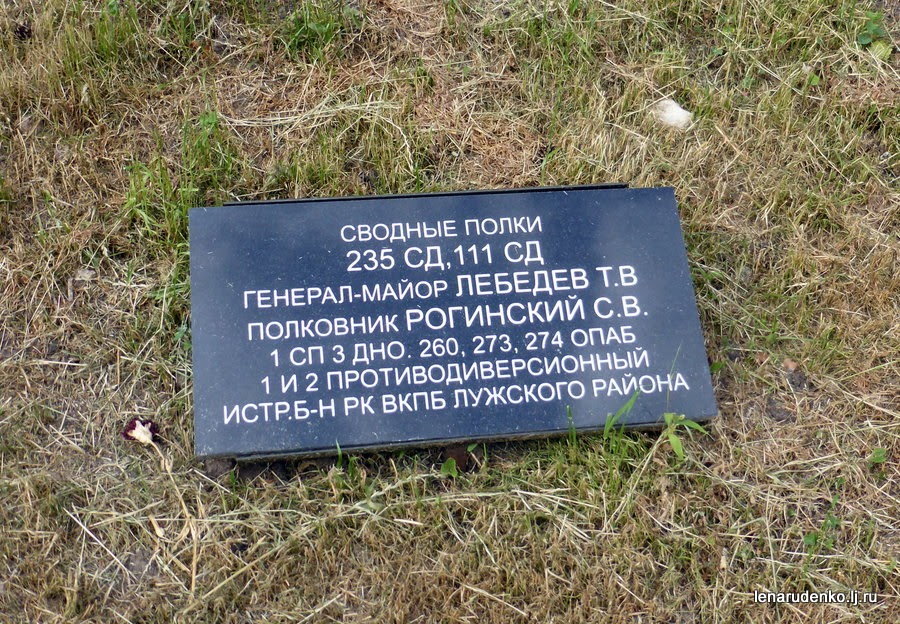 СВОДНЫЕ ПОЛКИ
235 СД, 111 СД
ГЕНЕРАЛ-МАЙОР ЛЕБЕДЕВ Т.В
ПОЛКОВНИК РОГИНСКИЙ С.В.
1 СП 3 ДНО. 260, 273, 274 ОПАБ
1 И 2 ПРОТИВОДИВЕРСИОННЫЙ
ИСТР.Б-Н РК ВКПБ ЛУЖСКОГО РАЙОНА
lenarudenko.lj.ru